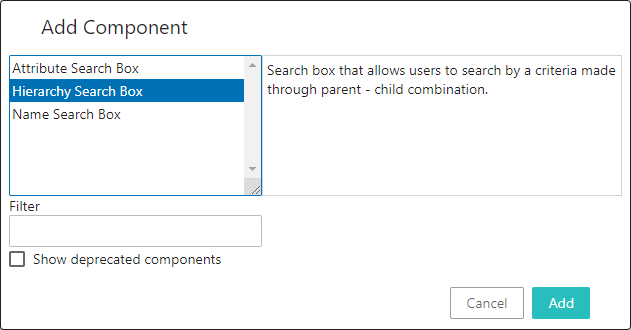 Add Component
Attribute Search Box
Hierarchy Search Box
Name Search Box
Search box that allows users to search by a criteria made
through parent - child combination.
Filter
Show deprecated components
Cancel
Add